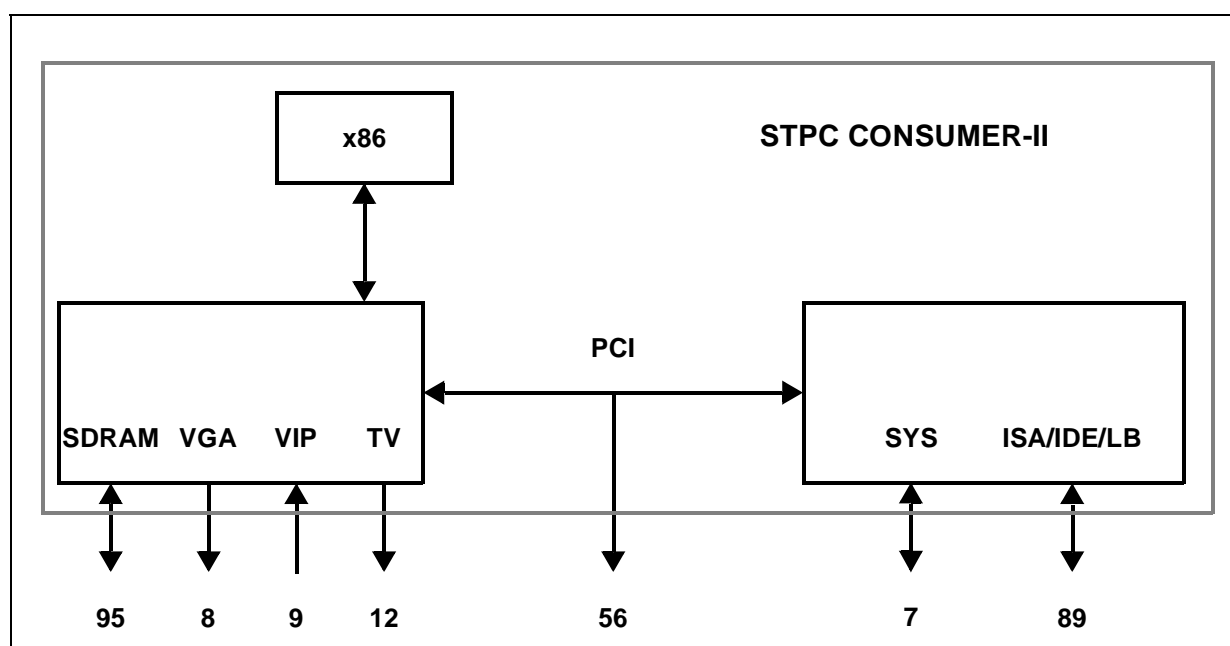 x86
STPC CONSUMER-II
PCI
SDRAM VGA VIP TV
SYS ISA/IDE/LB
95 8 9 12 56 7 89